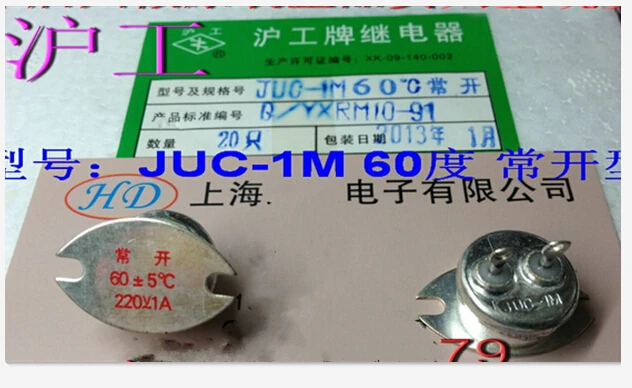 沪工
沪工
沪工牌继电器
生产许可证编号：XK-09-140-002
型号及规格号 JUC-1M 60℃ 常开
产品标准编号 Q/YXRM10-91
数量 20只 包装日期 2013年 1月
型号：JUC-1M 60度 常开型
HD 上海. 电子有限公司
常 开
60±5℃
220V1A
KJUC-1M
79